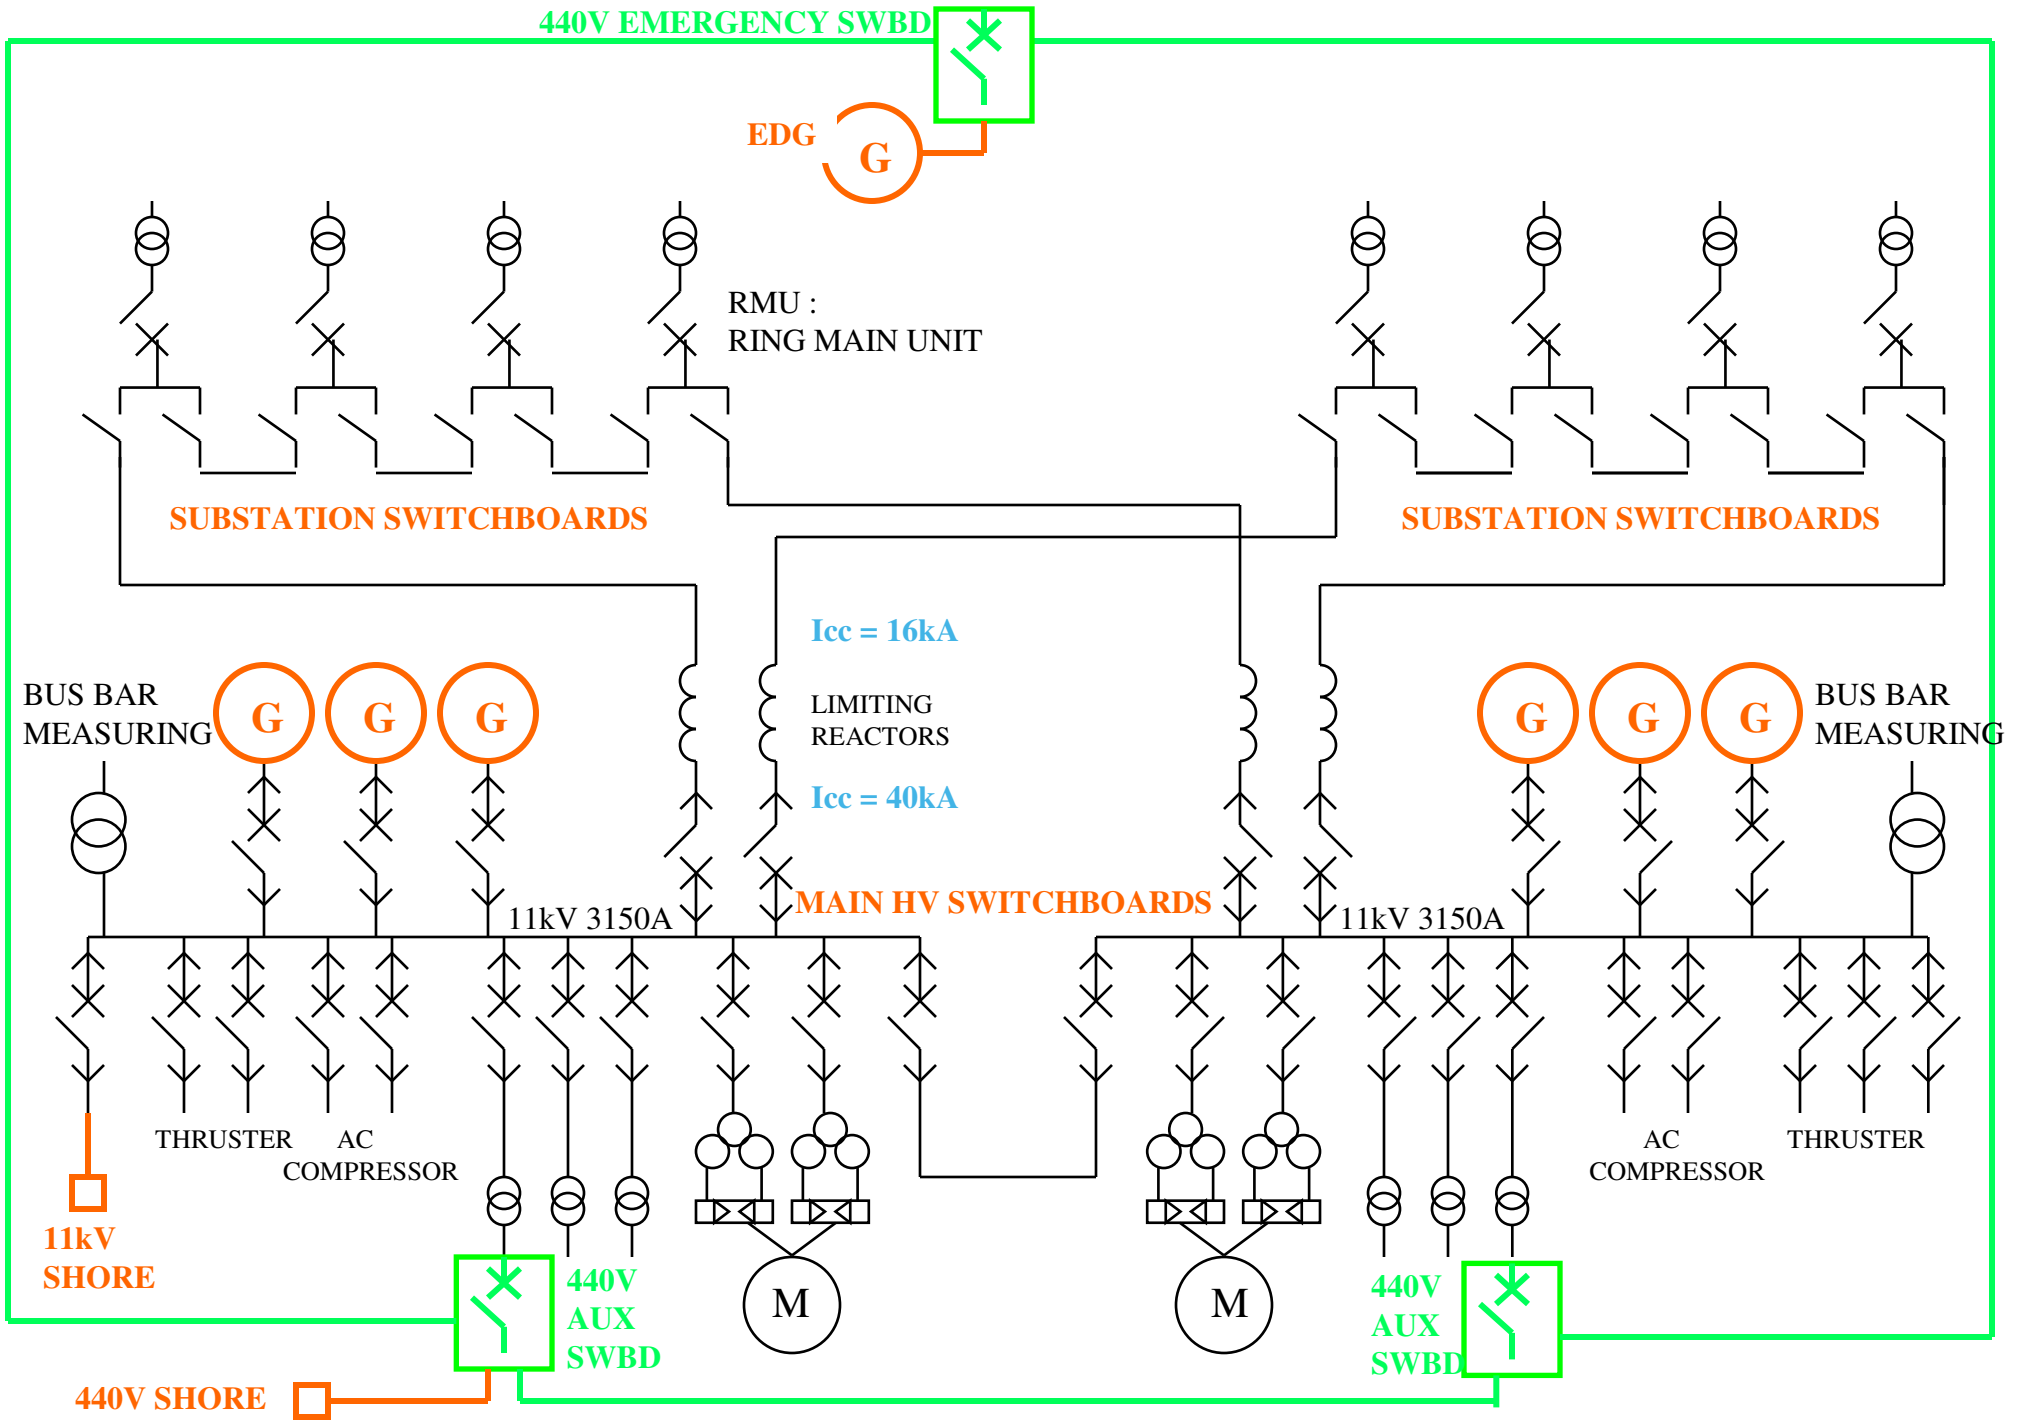 440V EMERGENCY SWBD
EDG
G
RMU :
RING MAIN UNIT
SUBSTATION SWITCHBOARDS
SUBSTATION SWITCHBOARDS
Icc = 16kA
LIMITING
REACTORS
Icc = 40kA
BUS BAR
MEASURING
G
G
G
G
G
G
BUS BAR
MEASURING
MAIN HV SWITCHBOARDS
11kV 3150A
11kV 3150A
THRUSTER
AC
COMPRESSOR
AC
COMPRESSOR
THRUSTER
11kV
SHORE
440V
AUX
SWBD
M
M
440V
AUX
SWBD
440V SHORE